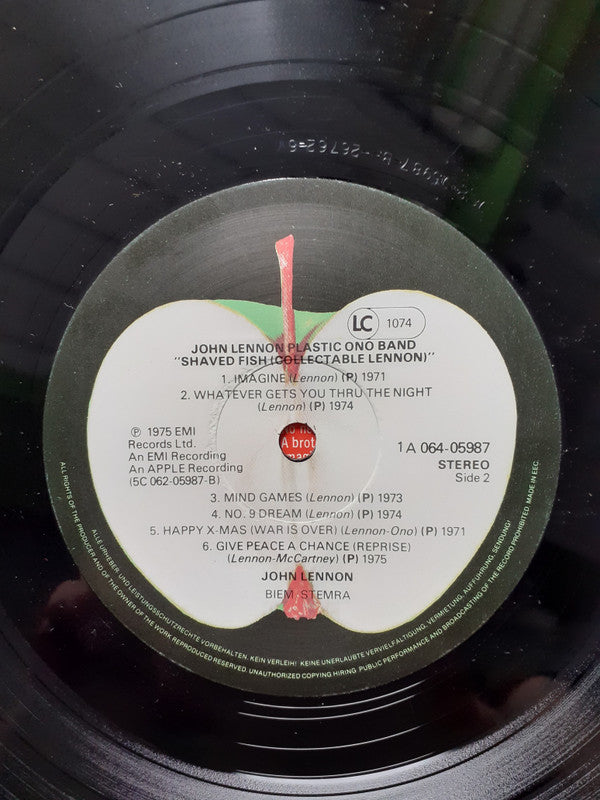 05987-B -26762=6V
LC 1074
JOHN LENNON PLASTIC ONO BAND
"SHAVED FISH (COLLECTABLE LENNON)"
1. IMAGINE (Lennon) (P) 1971
2. WHATEVER GETS YOU THRU THE NIGHT
(Lennon) (P) 1974
℗ 1975 EMI
Records Ltd.
An EMI Recording
An APPLE Recording
(5C 062-05987-B)
A brot
1A 064-05987
STEREO
Side 2
3. MIND GAMES (Lennon) (P) 1973
4. NO. 9 DREAM (Lennon) (P) 1974
5. HAPPY X-MAS (WAR IS OVER) (Lennon-Ono) (P) 1971
6. GIVE PEACE A CHANCE (REPRISE)
(Lennon-McCartney) (P) 1975
JOHN LENNON
BIEM-STEMRA
ALLE URHEBER- UND LEISTUNGSSCHUTZRECHTE VORBEHALTEN. KEIN VERLEIH! KEINE UNERLAUBTE VERVIELFÄLTIGUNG, VERMIETUNG, AUFFÜHRUNG, SENDUNG!
ALL RIGHTS OF THE PRODUCER AND OF THE OWNER OF THE WORK REPRODUCED RESERVED. UNAUTHORIZED COPYING HIRING PUBLIC PERFORMANCE AND BROADCASTING OF THE RECORD PROHIBITED. MADE IN EEC.